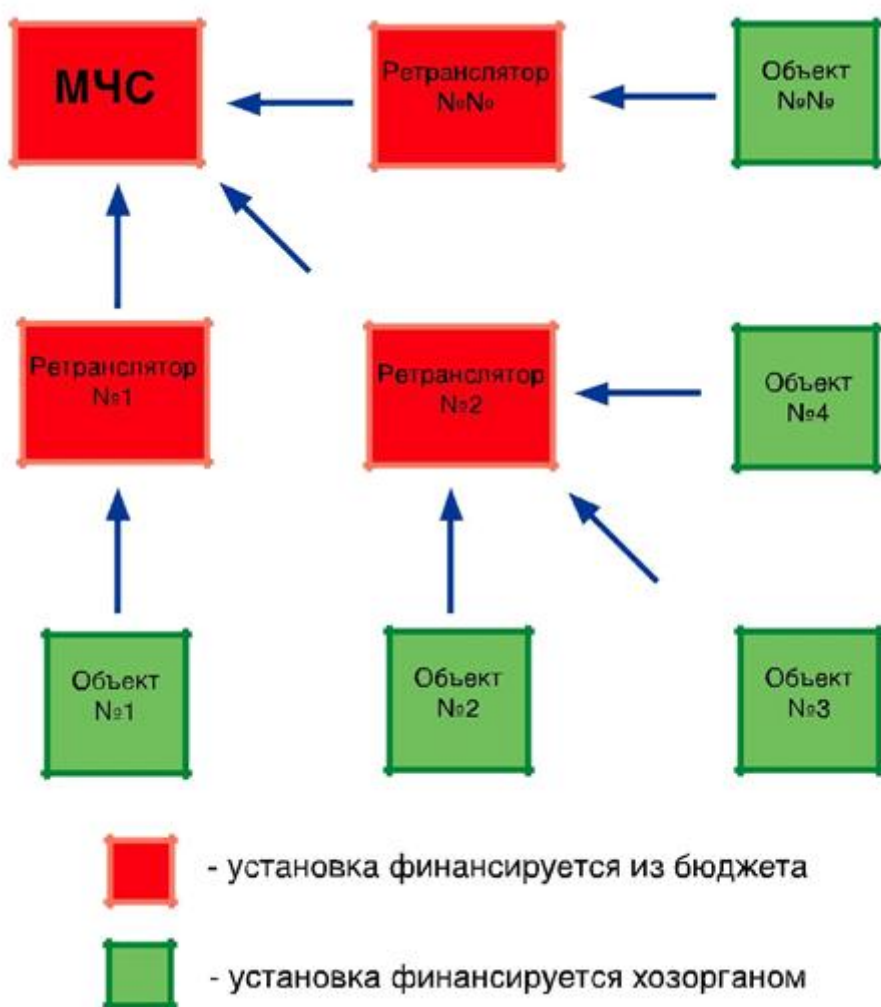 МЧС
Ретранслятор
№№
Объект
№№
Ретранслятор
№1
Ретранслятор
№2
Объект
№4
Объект
№1
Объект
№2
Объект
№3
- установка финансируется из бюджета
- установка финансируется хозорганом